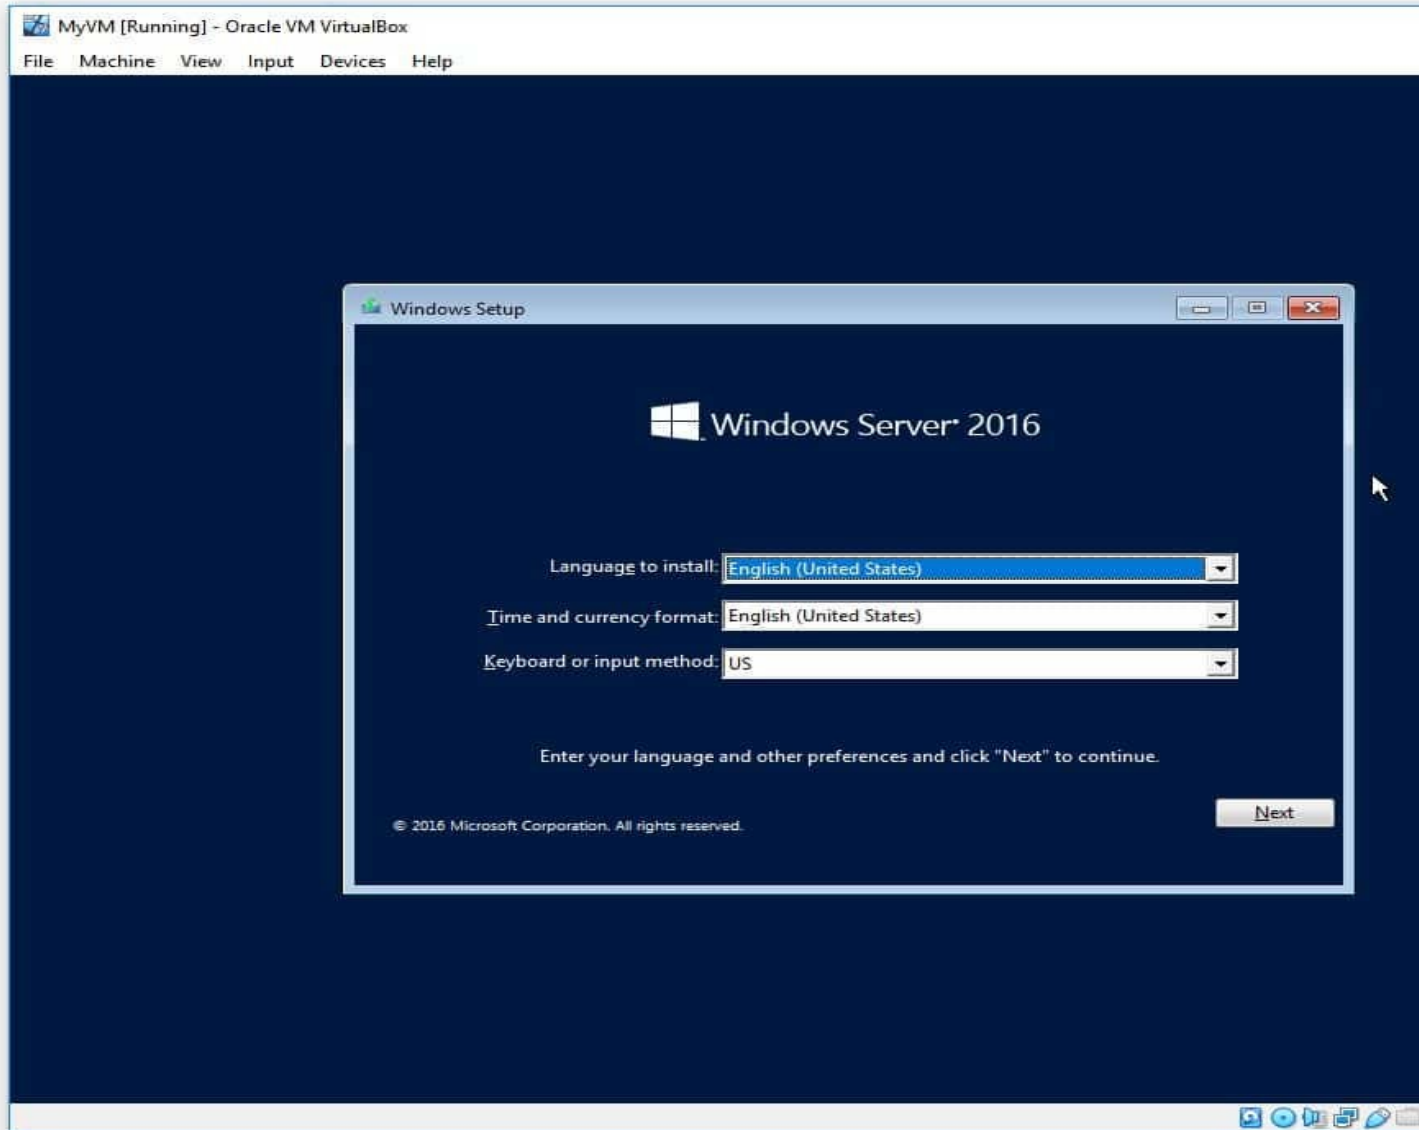 MyVM [Running] - Oracle VM VirtualBox
File Machine View Input Devices Help
Windows Setup
Windows Server 2016
Language to install: English (United States)
Time and currency format: English (United States)
Keyboard or input method: US
Enter your language and other preferences and click "Next" to continue.
© 2016 Microsoft Corporation. All rights reserved.
Next